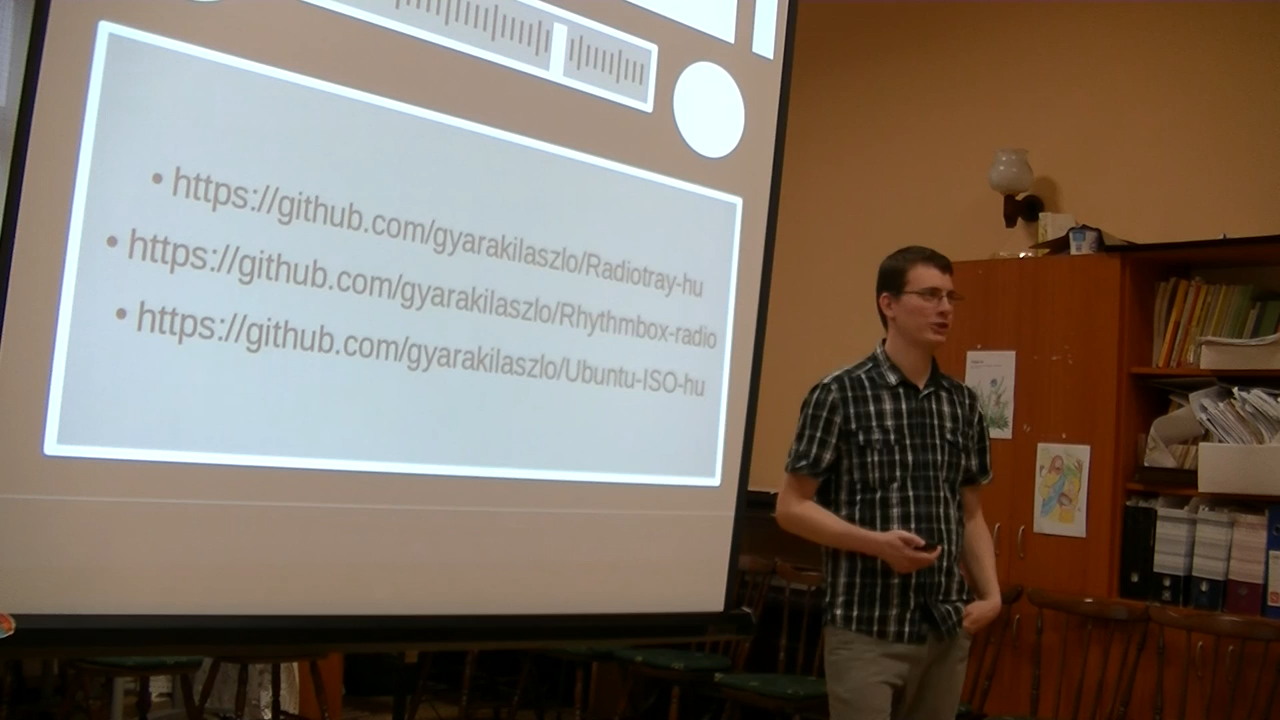 • https://github.com/gyarakilaszlo/Radiotray-hu
• https://github.com/gyarakilaszlo/Rhythmbox-radio
• https://github.com/gyarakilaszlo/Ubuntu-ISO-hu